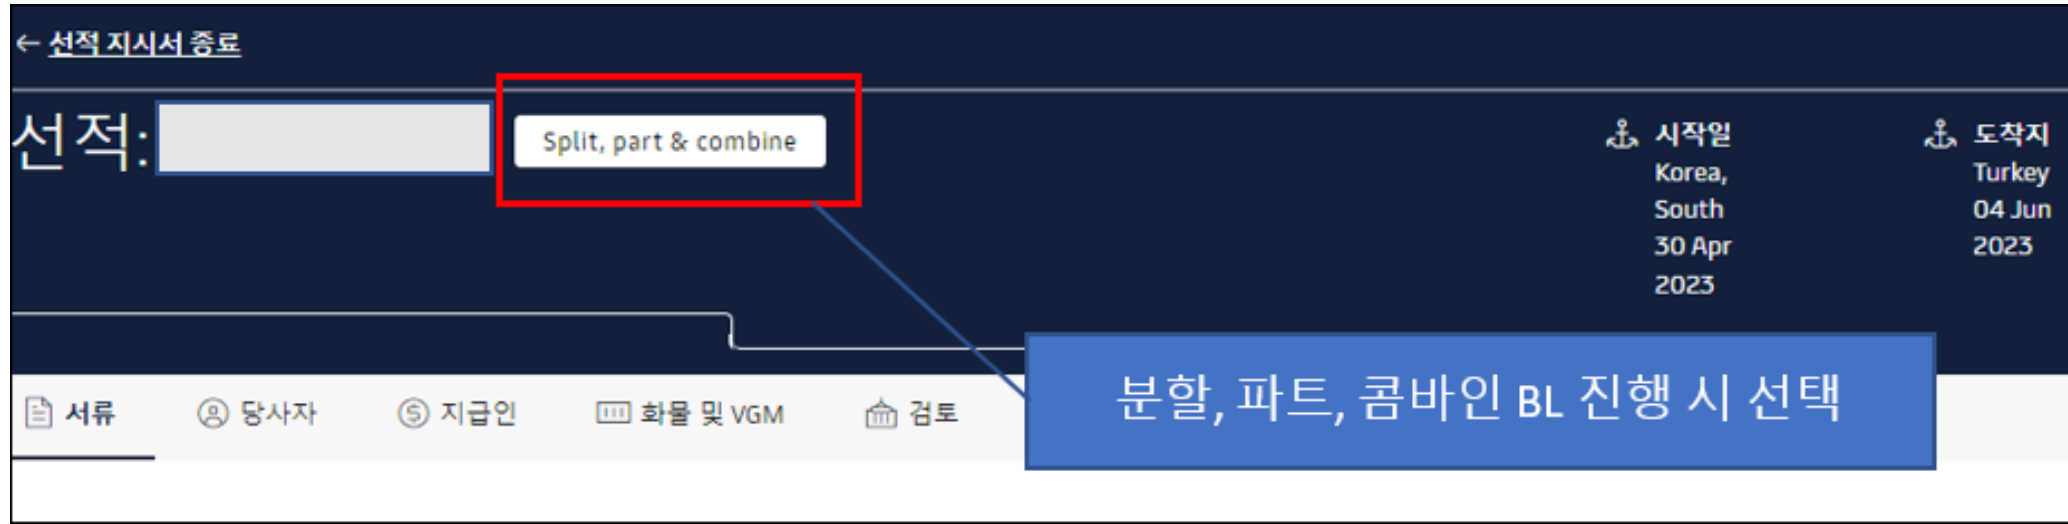 ← 선적 지시서 종료
선적:
Split, part & combine
시작일
Korea,
South
30 Apr
2023
도착지
Turkey
04 Jun
2023
분할, 파트, 콤바인 BL 진행 시 선택
서류 당사자 지급인 화물 및 VGM 검토